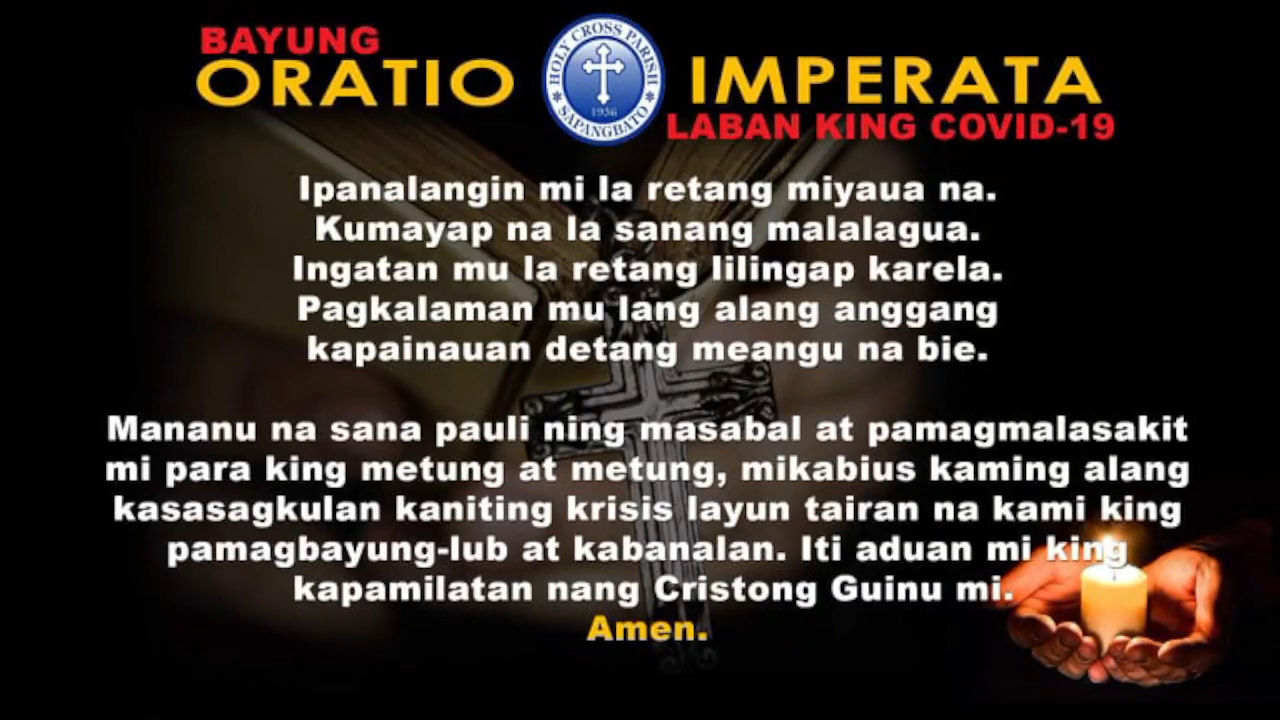 BAYUNG
ORATIO IMPERATA
LABAN KING COVID-19
HOLY CROSS PARISH
1936
SAPANGBATO
Ipanalangin mi la retang miyaua na.
Kumayap na la sanang malalagua.
Ingatan mu la retang lilingap karela.
Pagkalaman mu lang alang anggang
kapainauan detang meangu na bie.
Mananu na sana pauli ning masabal at pamagmalasakit
mi para king metung at metung, mikabius kaming alang
kasasagkulan kaniting krisis layun tairan na kami king
pamagbayung-lub at kabanalan. Iti aduan mi king
kapamilatan nang Cristong Guinu mi.
Amen.